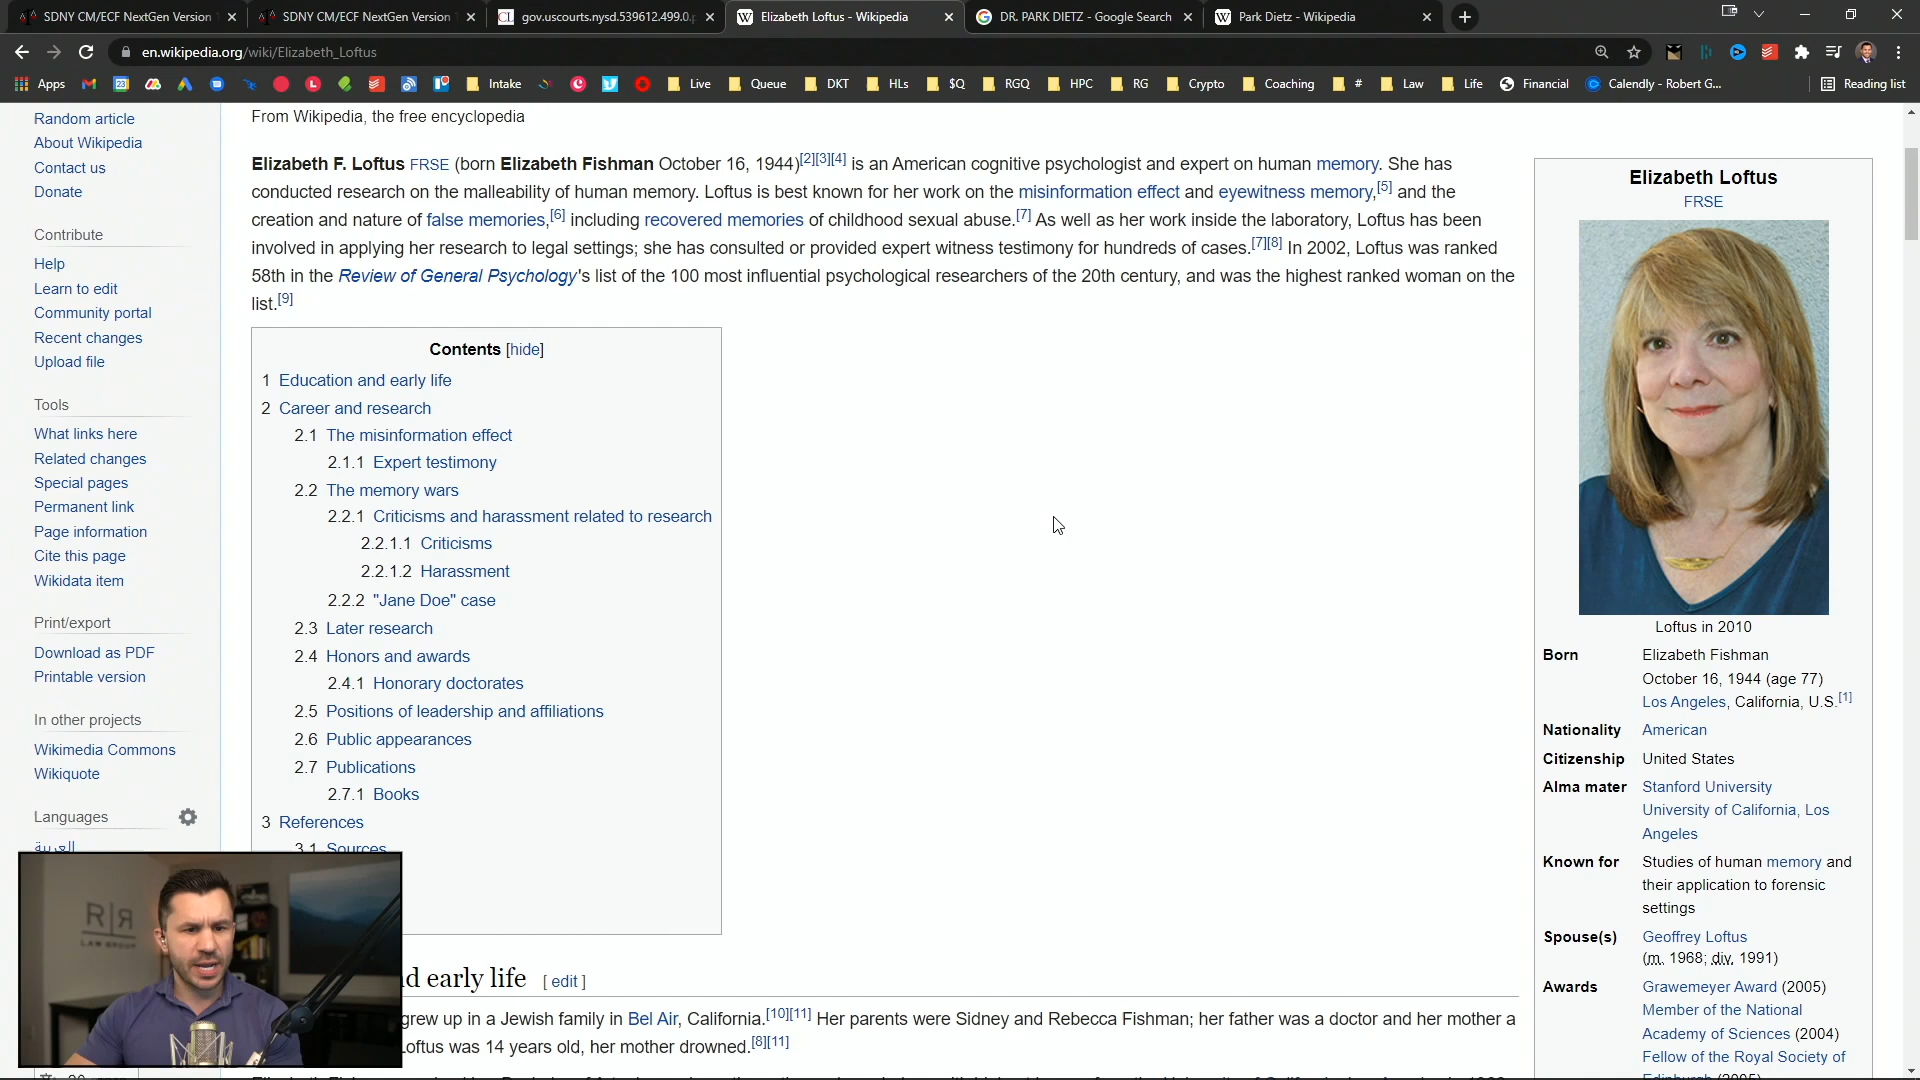 SDNY CM/ECF NextGen Version
SDNY CM/ECF NextGen Version
gov.uscourts.nysd.539612.499.0.
Elizabeth Loftus - Wikipedia
DR. PARK DIETZ - Google Search
Park Dietz - Wikipedia
en.wikipedia.org/wiki/Elizabeth_Loftus
Apps
Intake
Live
Queue
DKT
HLs
$Q
RGQ
HPC
RG
Crypto
Coaching
#
Law
Life
Financial
Calendly - Robert G...
Reading list
Random article
About Wikipedia
Contact us
Donate
Contribute
Help
Learn to edit
Community portal
Recent changes
Upload file
Tools
What links here
Related changes
Special pages
Permanent link
Page information
Cite this page
Wikidata item
Print/export
Download as PDF
Printable version
In other projects
Wikimedia Commons
Wikiquote
Languages
العربية
From Wikipedia, the free encyclopedia
Elizabeth F. Loftus FRSE (born Elizabeth Fishman October 16, 1944)[2][3][4] is an American cognitive psychologist and expert on human memory. She has
conducted research on the malleability of human memory. Loftus is best known for her work on the misinformation effect and eyewitness memory,[5] and the
creation and nature of false memories,[6] including recovered memories of childhood sexual abuse.[7] As well as her work inside the laboratory, Loftus has been
involved in applying her research to legal settings; she has consulted or provided expert witness testimony for hundreds of cases.[7][8] In 2002, Loftus was ranked
58th in the Review of General Psychology's list of the 100 most influential psychological researchers of the 20th century, and was the highest ranked woman on the
list.[9]
Contents [hide]
1 Education and early life
2 Career and research
2.1 The misinformation effect
2.1.1 Expert testimony
2.2 The memory wars
2.2.1 Criticisms and harassment related to research
2.2.1.1 Criticisms
2.2.1.2 Harassment
2.2.2 "Jane Doe" case
2.3 Later research
2.4 Honors and awards
2.4.1 Honorary doctorates
2.5 Positions of leadership and affiliations
2.6 Public appearances
2.7 Publications
2.7.1 Books
3 References
3.1 Sources
d early life [ edit ]
grew up in a Jewish family in Bel Air, California.[10][11] Her parents were Sidney and Rebecca Fishman; her father was a doctor and her mother a
oftus was 14 years old, her mother drowned.[8][11]
Elizabeth Loftus
FRSE
Loftus in 2010
Born Elizabeth Fishman
October 16, 1944 (age 77)
Los Angeles, California, U.S.[1]
Nationality American
Citizenship United States
Alma mater Stanford University
University of California, Los
Angeles
Known for Studies of human memory and
their application to forensic
settings
Spouse(s) Geoffrey Loftus
(m. 1968; div. 1991)
Awards Grawemeyer Award (2005)
Member of the National
Academy of Sciences (2004)
Fellow of the Royal Society of
Edinburgh (2005)
R|R
LAW GROUP